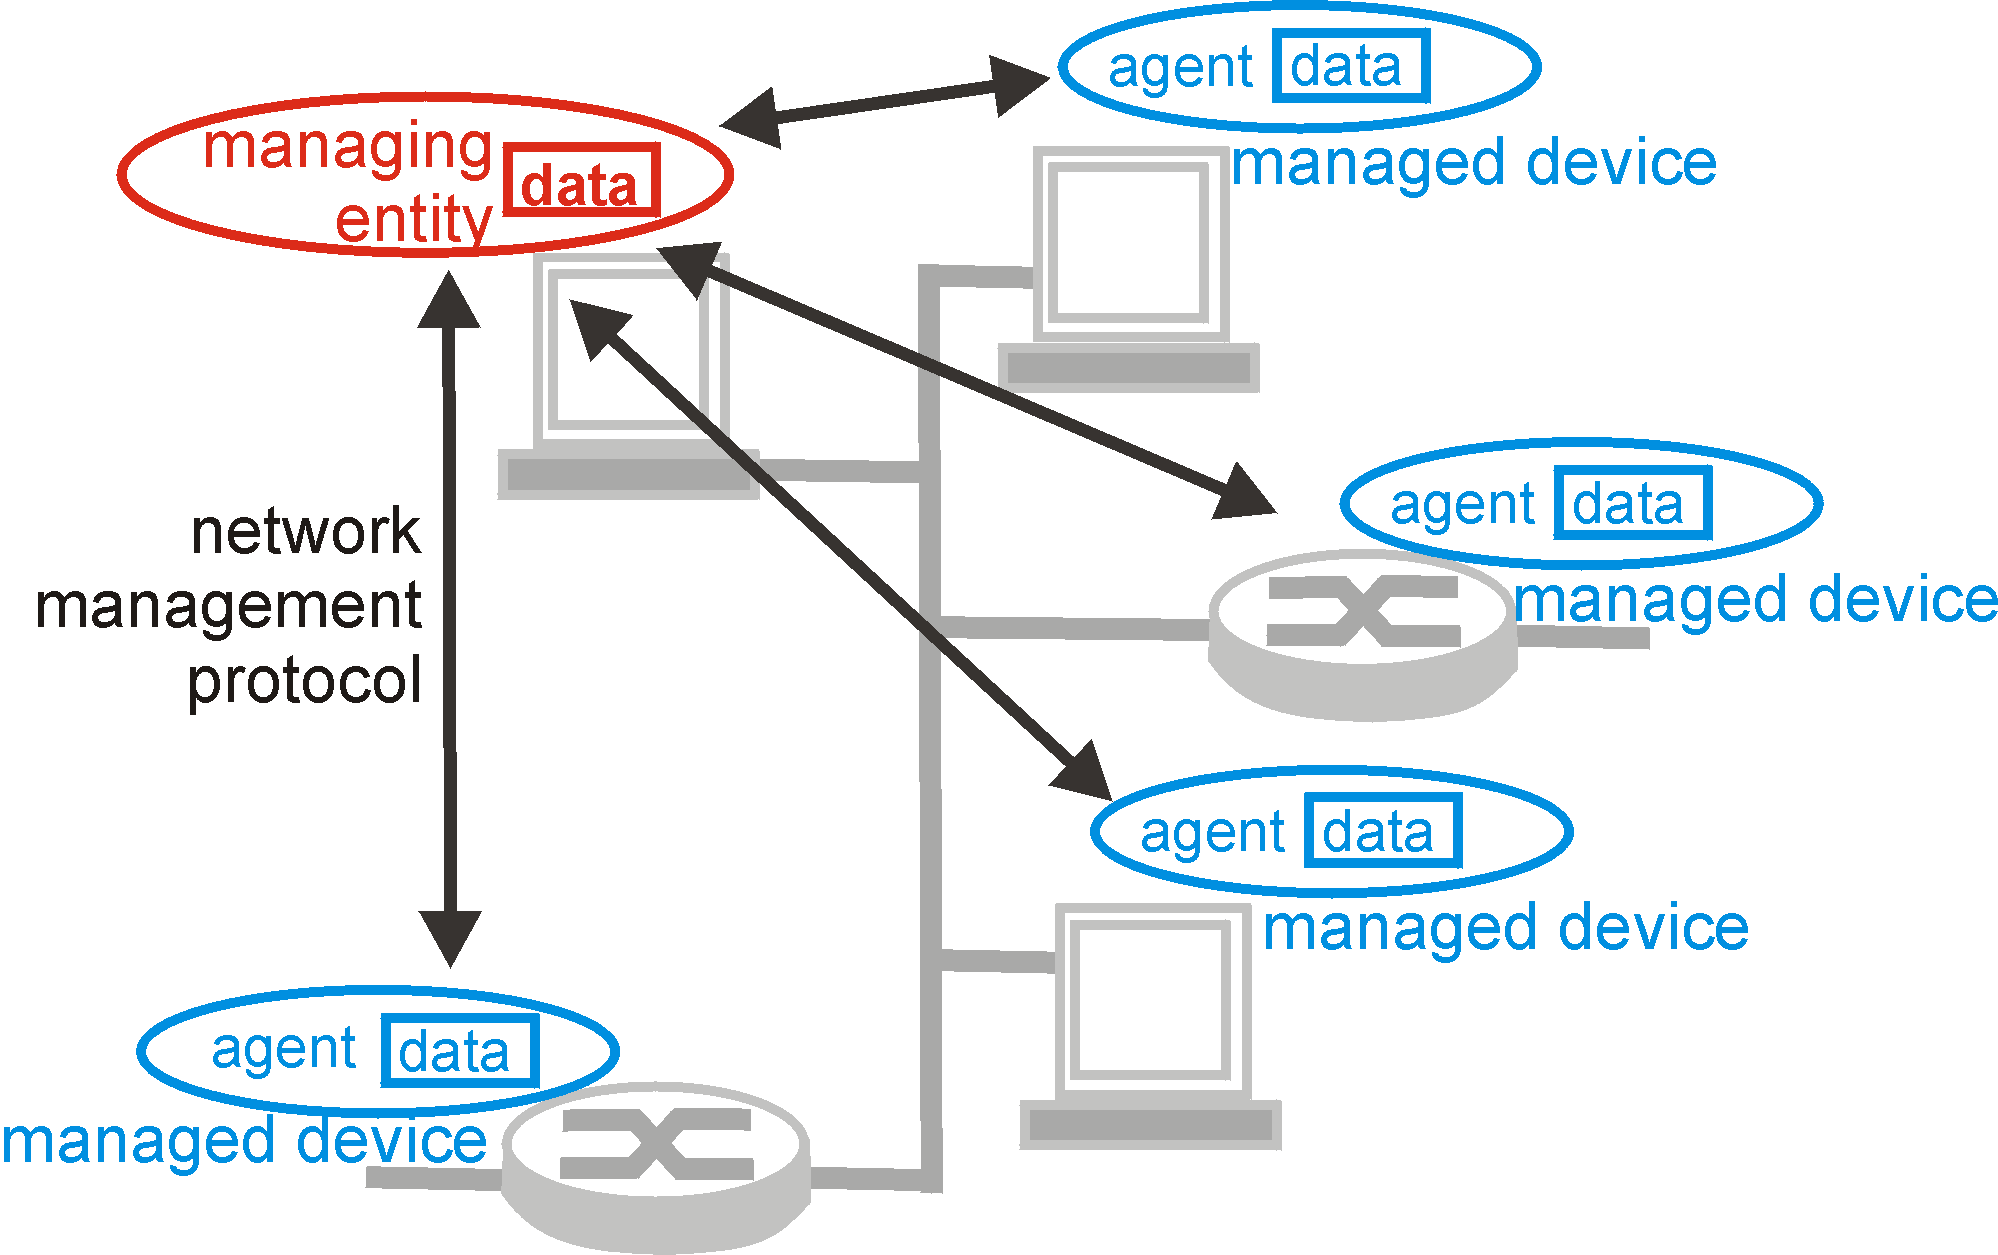 agent data
managed device
managing
entity
data
agent data
managed device
network
management
protocol
agent data
managed device
agent data
managed device